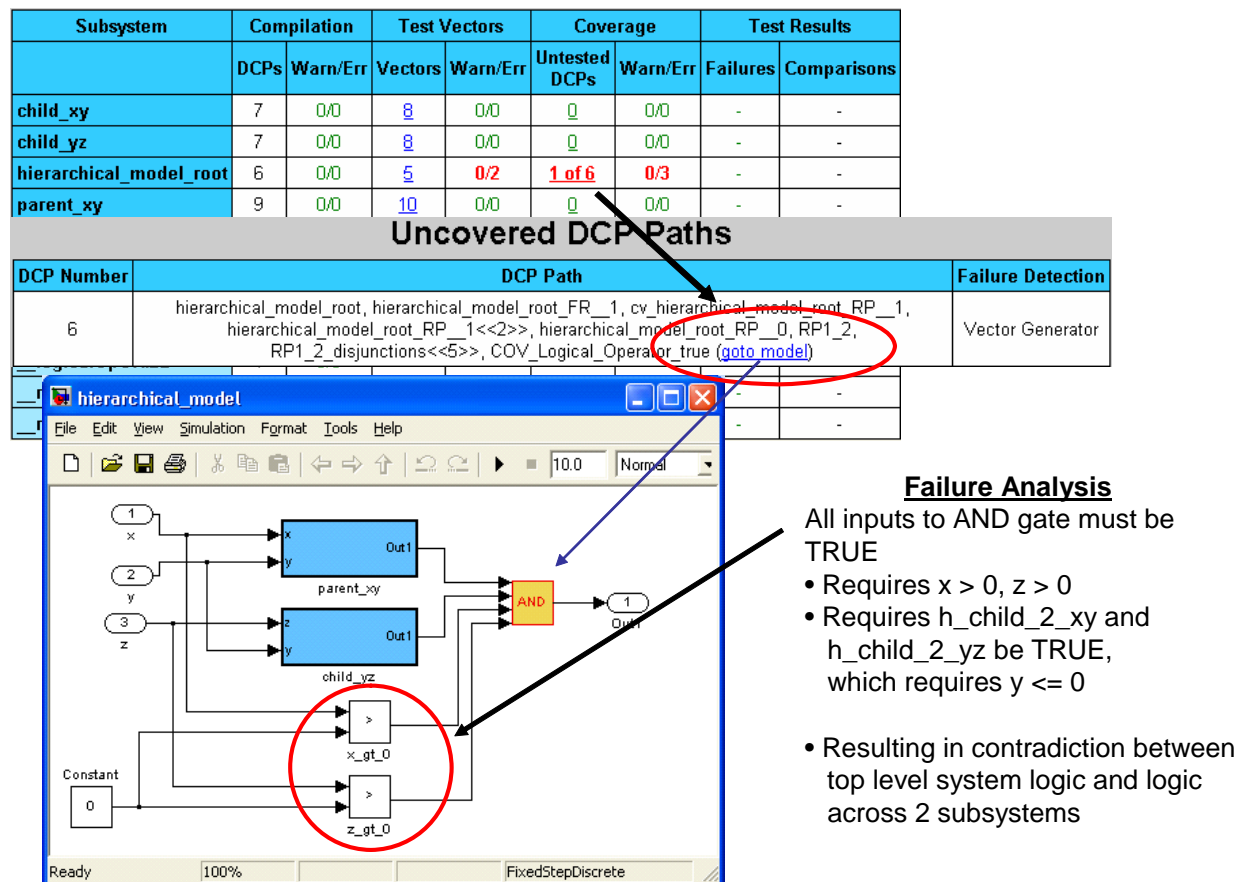 Subsystem Compilation Test Vectors Coverage Test Results
DCPs Warn/Err Vectors Warn/Err Untested DCPs Warn/Err Failures Comparisons
child_xy 7 0/0 8 0/0 0 0/0 - -
child_yz 7 0/0 8 0/0 0 0/0 - -
hierarchical_model_root 6 0/0 5 0/2 1 of 6 0/3 - -
parent_xy 9 0/0 10 0/0 0 0/0 - -
Uncovered DCP Paths
DCP Number DCP Path Failure Detection
6
hierarchical_model_root, hierarchical_model_root_FR__1, cv_hierarchical_model_root_RP__1,
hierarchical_model_root_RP__1<<2>>, hierarchical_model_root_RP__0, RP1_2,
RP1_2_disjunctions<<5>>, COV_Logical_Operator_true (goto model)
Vector Generator
- -
- -
hierarchical_model
File Edit View Simulation Format Tools Help
10.0 Normal
1
x
2
y
3
z
x
y
Out1
parent_xy
z
y
Out1
child_yz
AND
1
Out1
>
x_gt_0
Constant
0
>
z_gt_0
Ready 100% FixedStepDiscrete
Failure Analysis
All inputs to AND gate must be
TRUE
• Requires x > 0, z > 0
• Requires h_child_2_xy and
h_child_2_yz be TRUE,
which requires y <= 0
• Resulting in contradiction between
top level system logic and logic
across 2 subsystems